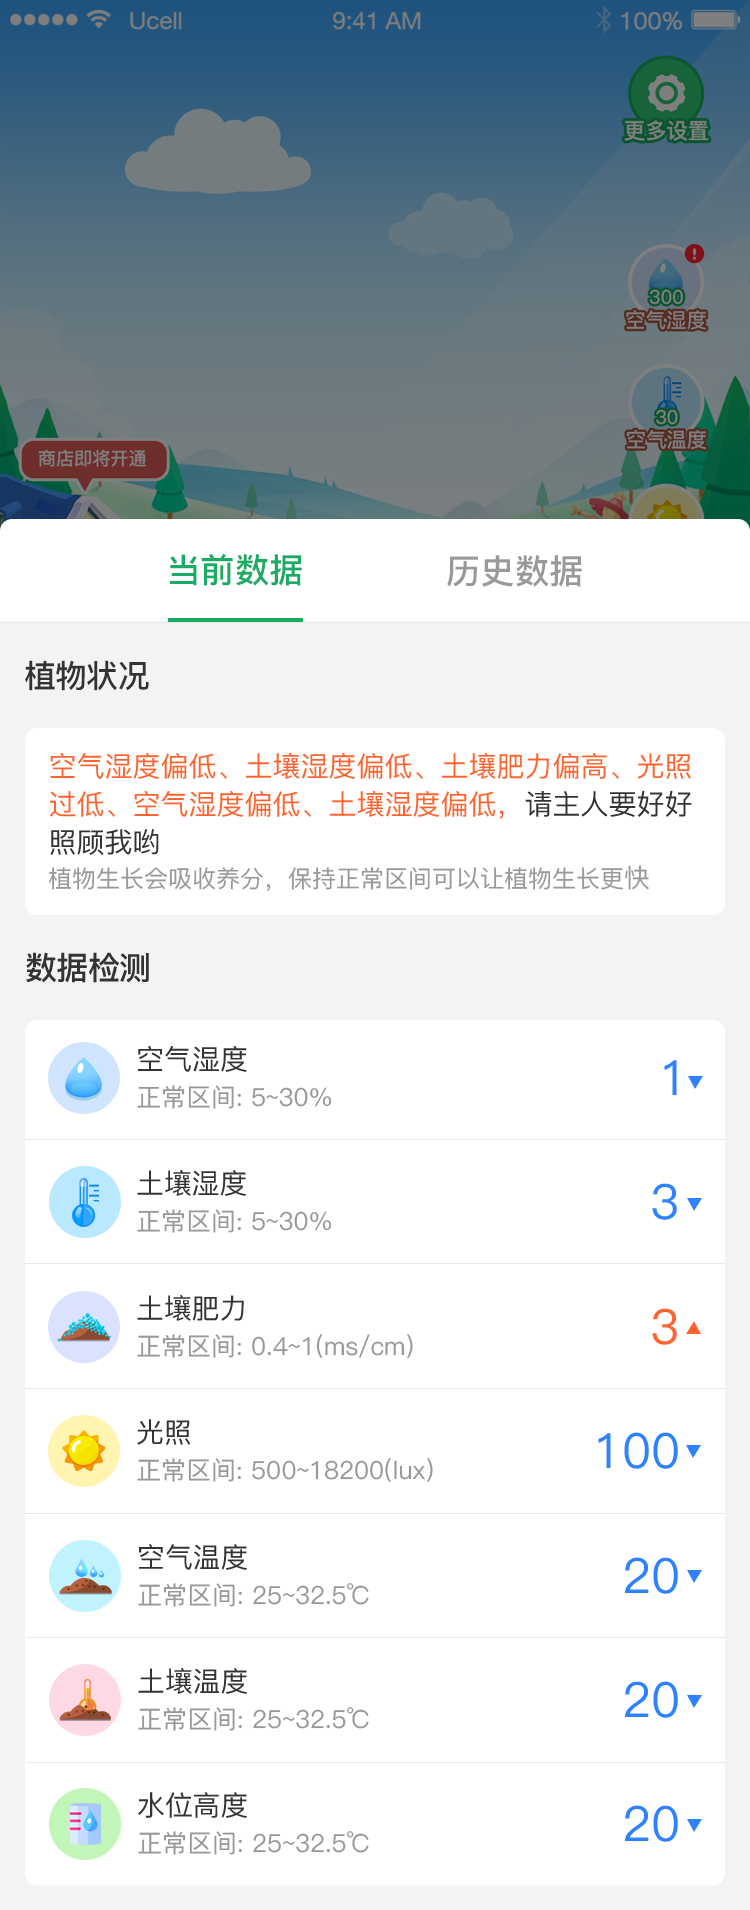 Ucell 9:41 AM 100%
更多设置
300
空气湿度
30
空气温度
商店即将开通
当前数据 历史数据
植物状况
空气湿度偏低、土壤湿度偏低、土壤肥力偏高、光照
过低、空气湿度偏低、土壤湿度偏低，请主人要好好
照顾我哟
植物生长会吸收养分，保持正常区间可以让植物生长更快
数据检测
空气湿度
正常区间: 5~30%
1
土壤湿度
正常区间: 5~30%
3
土壤肥力
正常区间: 0.4~1(ms/cm)
3
光照
正常区间: 500~18200(lux)
100
空气温度
正常区间: 25~32.5℃
20
土壤温度
正常区间: 25~32.5℃
20
水位高度
正常区间: 25~32.5℃
20